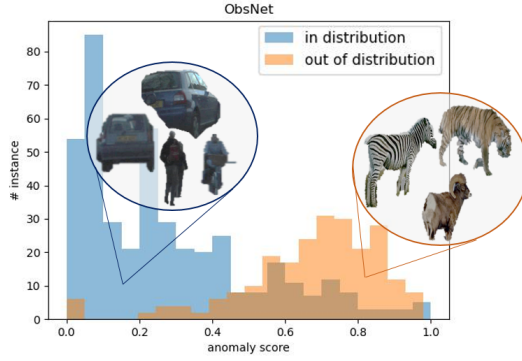 ObsNet
in distribution
out of distribution
# instance
80
70
60
50
40
30
20
10
0
0.0 0.2 0.4 0.6 0.8 1.0
anomaly score